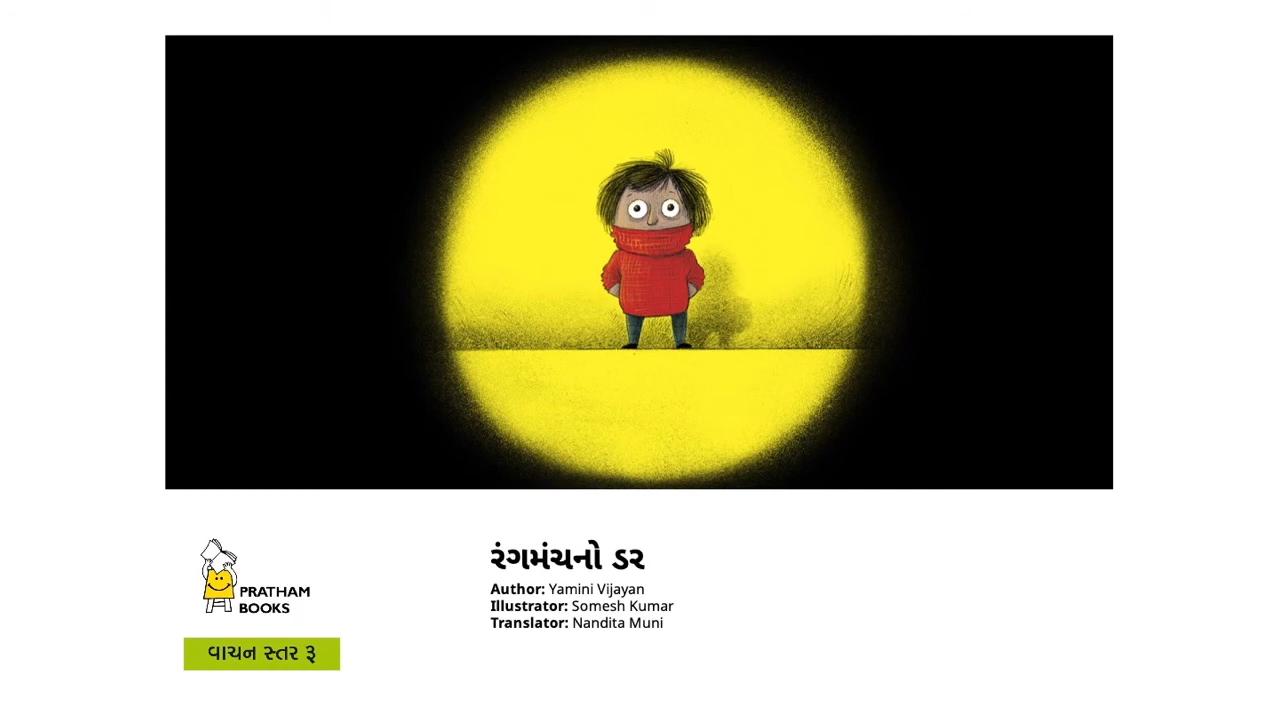 રંગમંચનો ડર
Author: Yamini Vijayan
Illustrator: Somesh Kumar
Translator: Nandita Muni
PRATHAM
BOOKS
વાચન સ્તર ૩